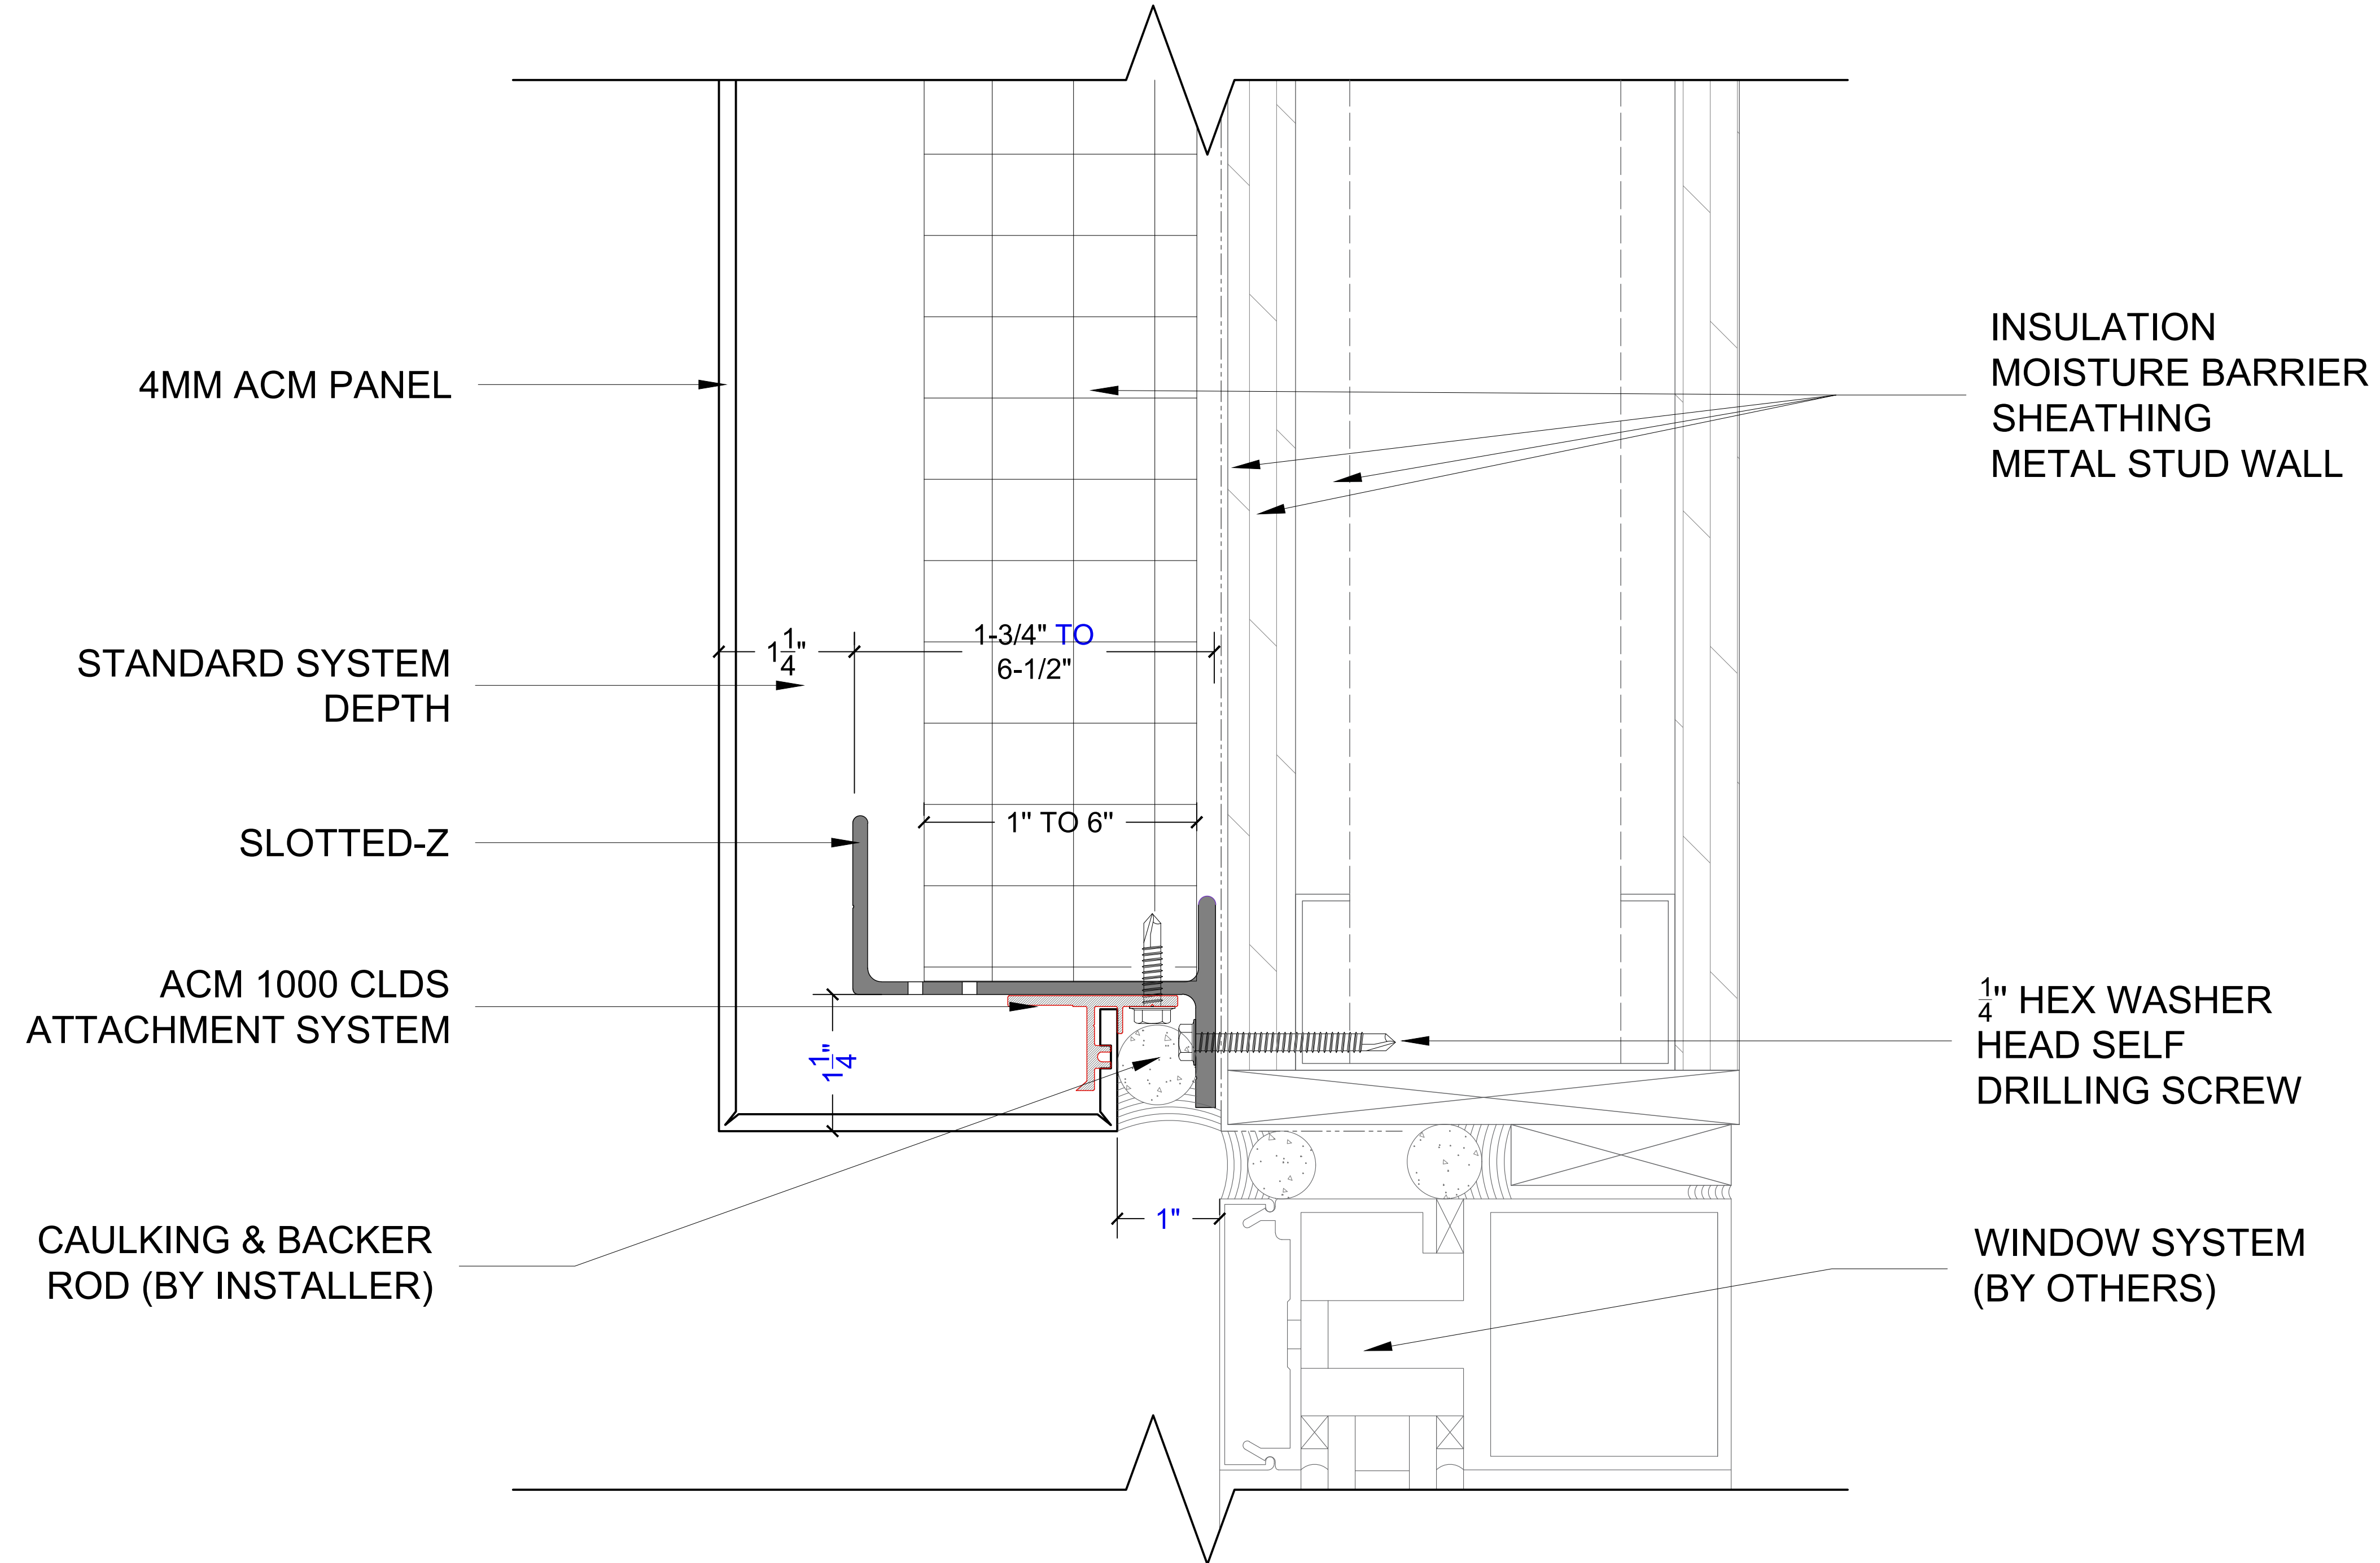 4MM ACM PANEL
STANDARD SYSTEM
DEPTH
SLOTTED-Z
ACM 1000 CLDS
ATTACHMENT SYSTEM
CAULKING & BACKER
ROD (BY INSTALLER)
1 1/4"
1-3/4" TO
6-1/2"
1" TO 6"
1 1/4"
1"
INSULATION
MOISTURE BARRIER
SHEATHING
METAL STUD WALL
1/4" HEX WASHER
HEAD SELF
DRILLING SCREW
WINDOW SYSTEM
(BY OTHERS)